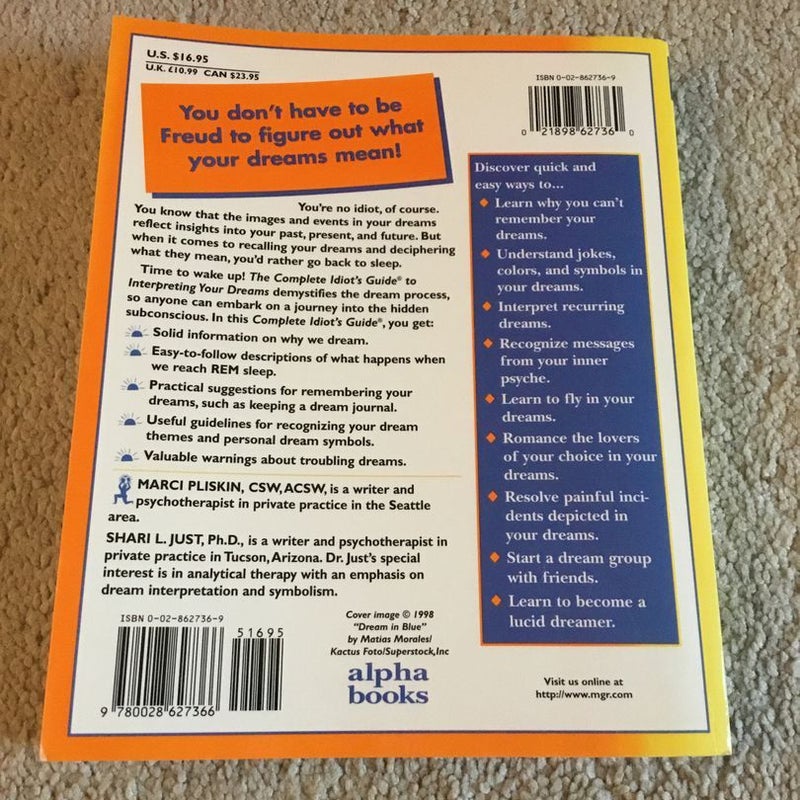 U.S. $16.95
U.K. £10.99 CAN $23.95
You don't have to be
Freud to figure out what
your dreams mean!
You're no idiot, of course.
You know that the images and events in your dreams
reflect insights into your past, present, and future. But
when it comes to recalling your dreams and deciphering
what they mean, you'd rather go back to sleep.
Time to wake up! The Complete Idiot's Guide® to
Interpreting Your Dreams demystifies the dream process,
so anyone can embark on a journey into the hidden
subconscious. In this Complete Idiot's Guide®, you get:
Solid information on why we dream.
Easy-to-follow descriptions of what happens when
we reach REM sleep.
Practical suggestions for remembering your
dreams, such as keeping a dream journal.
Useful guidelines for recognizing your dream
themes and personal dream symbols.
Valuable warnings about troubling dreams.
MARCI PLISKIN, CSW, ACSW, is a writer and
psychotherapist in private practice in the Seattle
area.
SHARI L. JUST, Ph.D., is a writer and psychotherapist in
private practice in Tucson, Arizona. Dr. Just's special
interest is in analytical therapy with an emphasis on
dream interpretation and symbolism.
ISBN 0-02-862736-9
51695
9 780028 627366
Cover image © 1998
"Dream in Blue"
by Matias Morales/
Kactus Foto/Superstock,Inc
alpha
books
ISBN 0-02-862736-9
0 21898 62736 0
Discover quick and
easy ways to...
◆ Learn why you can't
remember your
dreams.
◆ Understand jokes,
colors, and symbols in
your dreams.
◆ Interpret recurring
dreams.
◆ Recognize messages
from your inner
psyche.
◆ Learn to fly in your
dreams.
◆ Romance the lovers
of your choice in your
dreams.
◆ Resolve painful inci-
dents depicted in
your dreams.
◆ Start a dream group
with friends.
◆ Learn to become a
lucid dreamer.
Visit us online at
http://www.mgr.com